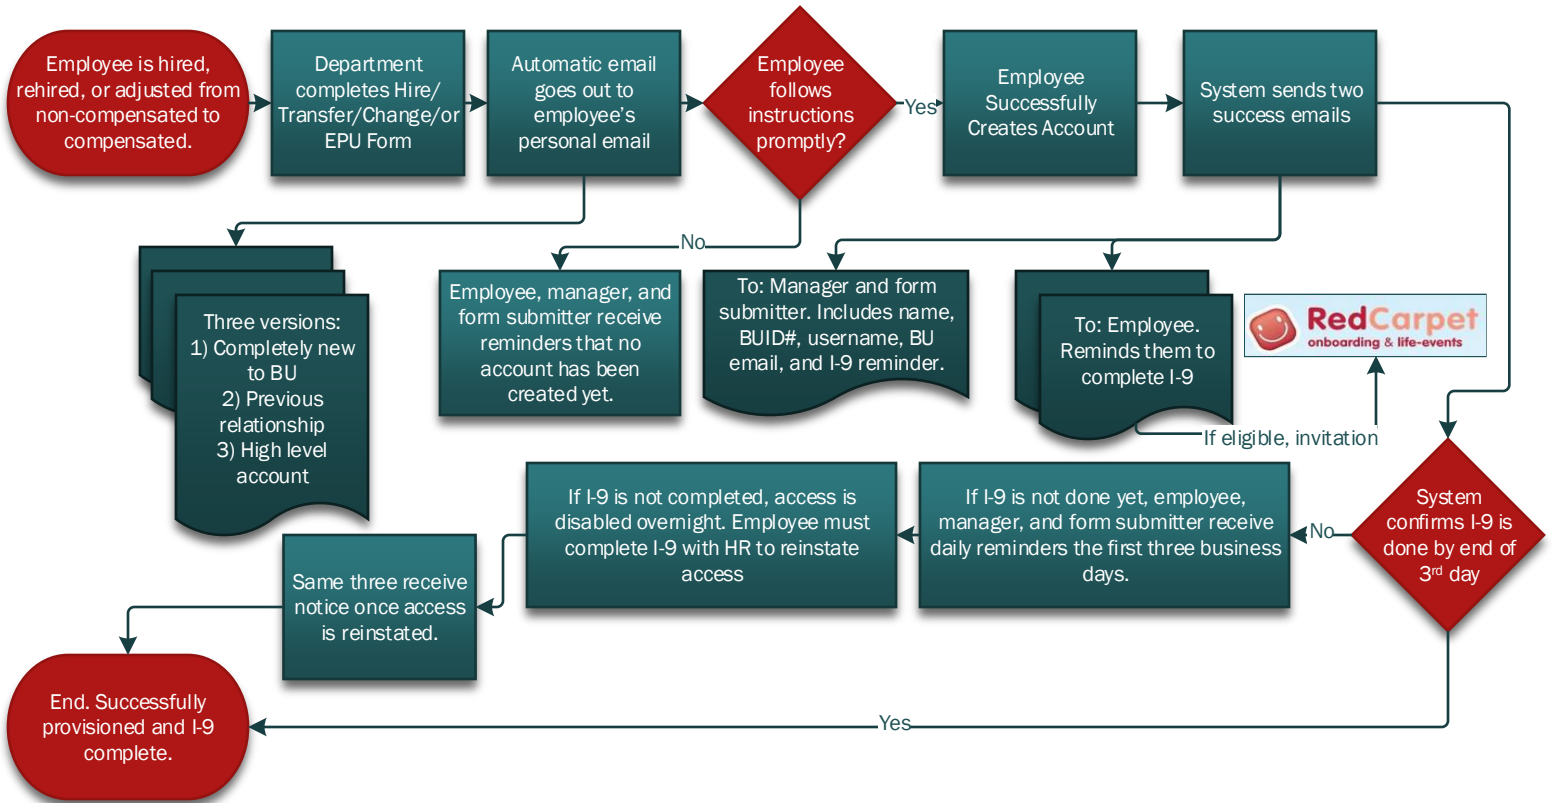 Employee is hired,
rehired, or adjusted from
non-compensated to
compensated.
Department
completes Hire/
Transfer/Change/or
EPU Form
Automatic email
goes out to
employee's
personal email
Employee
follows
instructions
promptly?
Yes
Employee
Successfully
Creates Account
System sends two
success emails
No
Three versions:
1) Completely new
to BU
2) Previous
relationship
3) High level
account
Employee, manager, and
form submitter receive
reminders that no
account has been
created yet.
To: Manager and form
submitter. Includes name,
BUID#, username, BU
email, and I-9 reminder.
To: Employee.
Reminds them to
complete I-9
RedCarpet
onboarding & life-events
If eligible, invitation
System
confirms I-9 is
done by end of
3rd day
No
If I-9 is not done yet, employee,
manager, and form submitter receive
daily reminders the first three business
days.
If I-9 is not completed, access is
disabled overnight. Employee must
complete I-9 with HR to reinstate
access
Same three receive
notice once access
is reinstated.
Yes
End. Successfully
provisioned and I-9
complete.